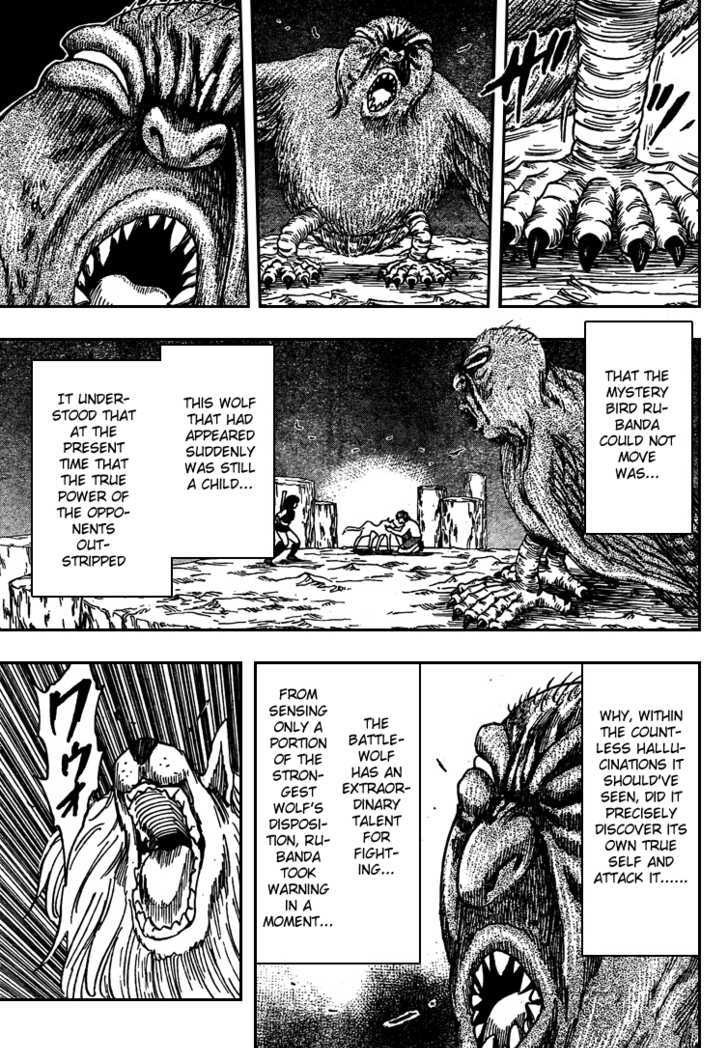 ザッ
THAT THE
MYSTERY
BIRD RU-
BANDA
COULD NOT
MOVE
WAS...
THIS WOLF
THAT HAD
APPEARED
SUDDENLY
WAS STILL
A CHILD...
IT UNDER-
STOOD THAT
AT THE
PRESENT
TIME THAT
THE TRUE
POWER OF
THE OPPO-
NENTS
OUT-
STRIPPED
WHY, WITHIN
THE COUNT-
LESS HALLU-
CINATIONS IT
SHOULD'VE
SEEN, DID IT
PRECISELY
DISCOVER ITS
OWN TRUE
SELF AND
ATTACK IT......
THE
BATTLE-
WOLF
HAS AN
EXTRAOR-
DINARY
TALENT
FOR
FIGHT-
ING...
FROM
SENSING
ONLY A
PORTION
OF THE
STRON-
GEST
WOLF'S
DISPOSI-
TION, RU-
BANDA
TOOK
WARNING
IN A
MOMENT...
ワウォ